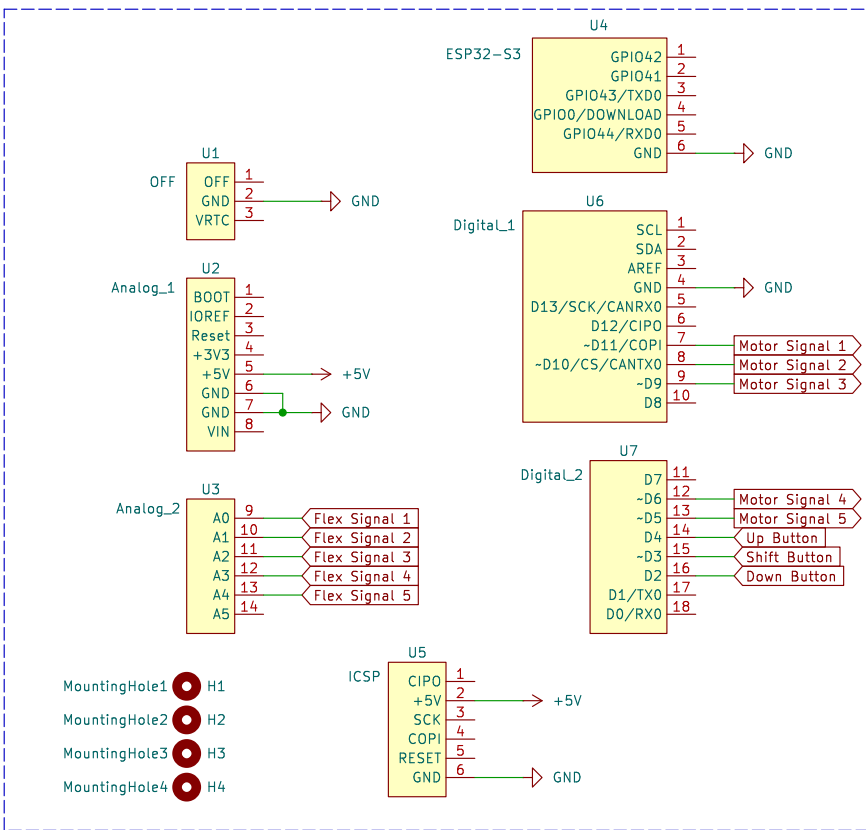 U4
ESP32-S3
GPIO42 1
GPIO41 2
GPIO43/TXD0 3
GPIO0/DOWNLOAD 4
GPIO44/RXD0 5
GND 6 GND
U1
OFF
OFF 1
GND 2 GND
VRTC 3
U6
Digital_1
SCL 1
SDA 2
AREF 3
GND 4 GND
D13/SCK/CANRX0 5
D12/CIPO 6
~D11/COPI 7 Motor Signal 1
~D10/CS/CANTX0 8 Motor Signal 2
~D9 9 Motor Signal 3
D8 10
U2
Analog_1
BOOT 1
IOREF 2
Reset 3
+3V3 4
+5V 5 +5V
GND 6
GND 7 GND
VIN 8
U7
Digital_2
D7 11
~D6 12 Motor Signal 4
~D5 13 Motor Signal 5
D4 14 Up Button
~D3 15 Shift Button
D2 16 Down Button
D1/TX0 17
D0/RX0 18
U3
Analog_2
A0 9 Flex Signal 1
A1 10 Flex Signal 2
A2 11 Flex Signal 3
A3 12 Flex Signal 4
A4 13 Flex Signal 5
A5 14
U5
ICSP
CIPO 1
+5V 2 +5V
SCK 3
COPI 4
RESET 5
GND 6 GND
MountingHole1 H1
MountingHole2 H2
MountingHole3 H3
MountingHole4 H4